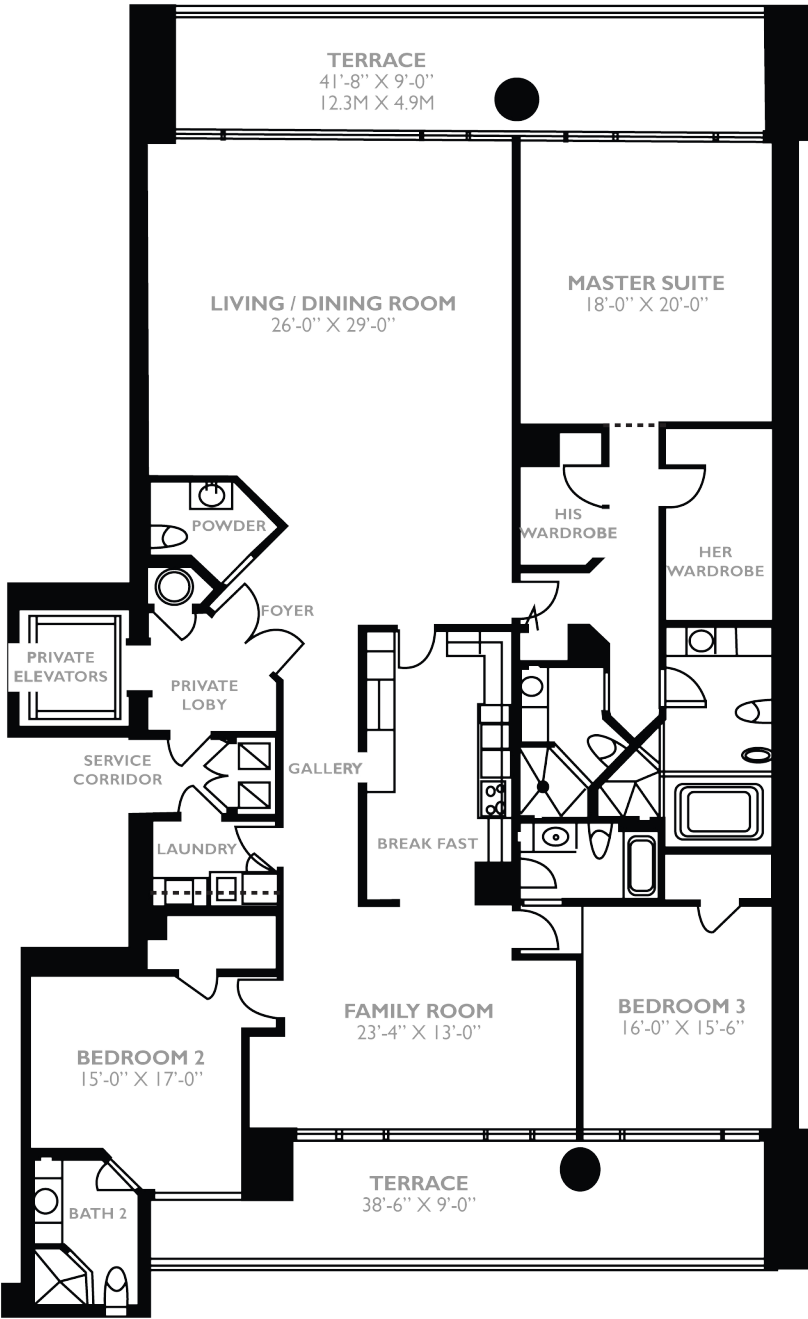 TERRACE
41'-8" X 9'-0"
12.3M X 4.9M
MASTER SUITE
18'-0" X 20'-0"
LIVING / DINING ROOM
26'-0" X 29'-0"
POWDER
HIS
WARDROBE
HER
WARDROBE
FOYER
PRIVATE
ELEVATORS
PRIVATE
LOBY
SERVICE
CORRIDOR
GALLERY
BREAK FAST
LAUNDRY
FAMILY ROOM
23'-4" X 13'-0"
BEDROOM 3
16'-0" X 15'-6"
BEDROOM 2
15'-0" X 17'-0"
TERRACE
38'-6" X 9'-0"
BATH 2